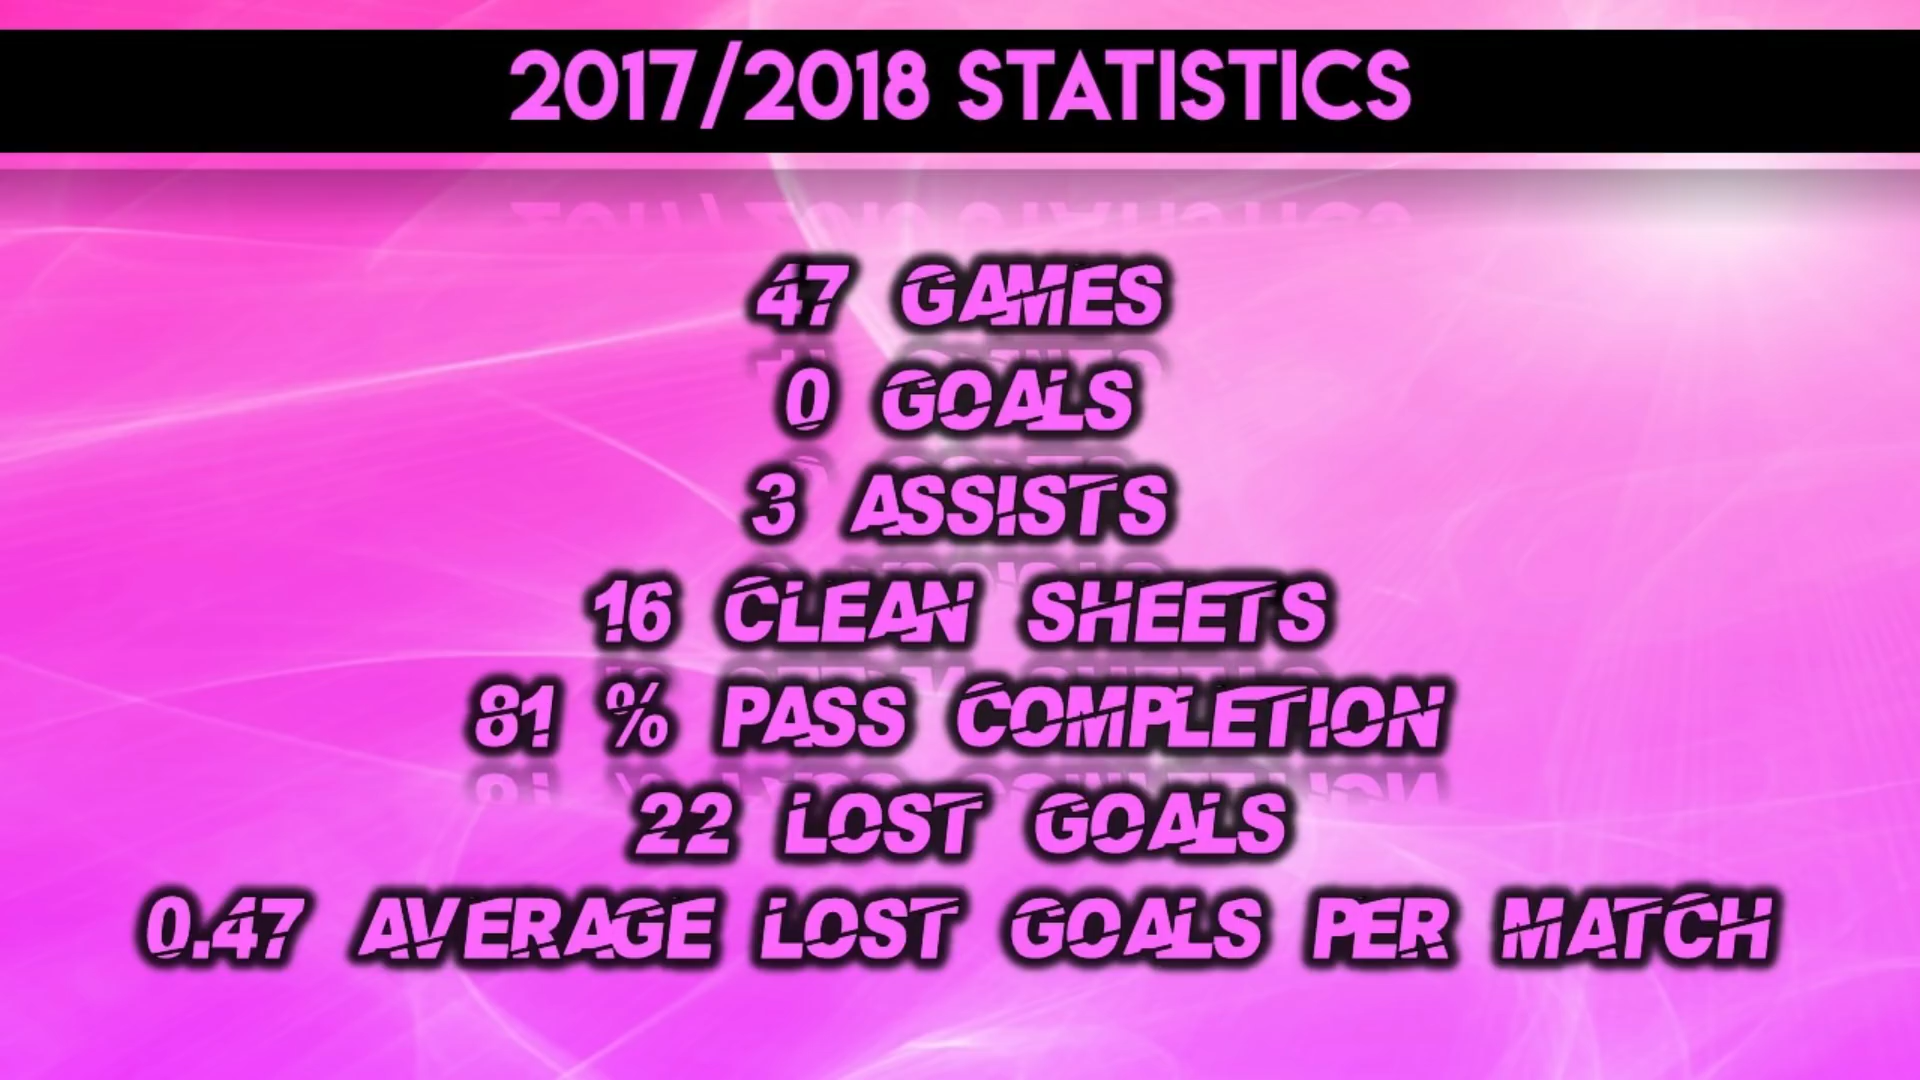 2017/2018 STATISTICS
47 GAMES
0 GOALS
3 ASSISTS
16 CLEAN SHEETS
81 % PASS COMPLETION
22 LOST GOALS
0.47 AVERAGE LOST GOALS PER MATCH